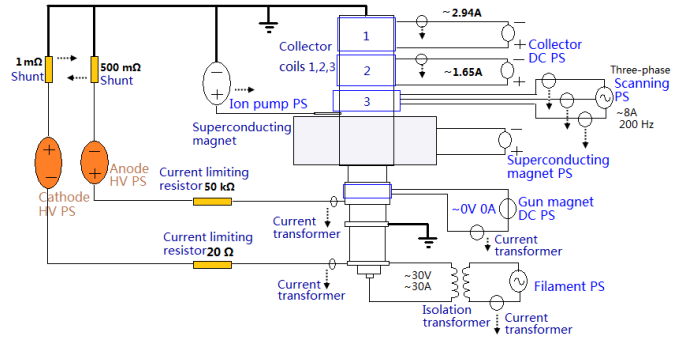 ~2.94A
1
1 mΩ
Shunt
500 mΩ
Shunt
Collector
coils 1,2,3
Collector
DC PS
2
~1.65A
Three-phase
Scanning
PS
3
Ion pump PS
~8A
200 Hz
Superconducting
magnet
Superconducting
magnet PS
Anode
HV PS
Cathode
HV PS
Current limiting
resistor 50 kΩ
~0V 0A
Gun magnet
DC PS
Current
transformer
Current
transformer
Current limiting
resistor 20 Ω
Current
transformer
~30V
~30A
Filament PS
Isolation
transformer
Current
transformer